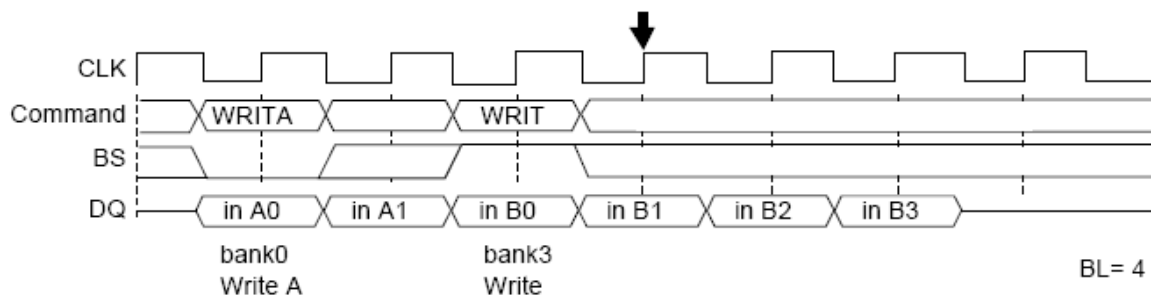 CLK
Command WRITA WRIT
BS
DQ in A0 in A1 in B0 in B1 in B2 in B3
bank0 bank3
Write A Write BL= 4